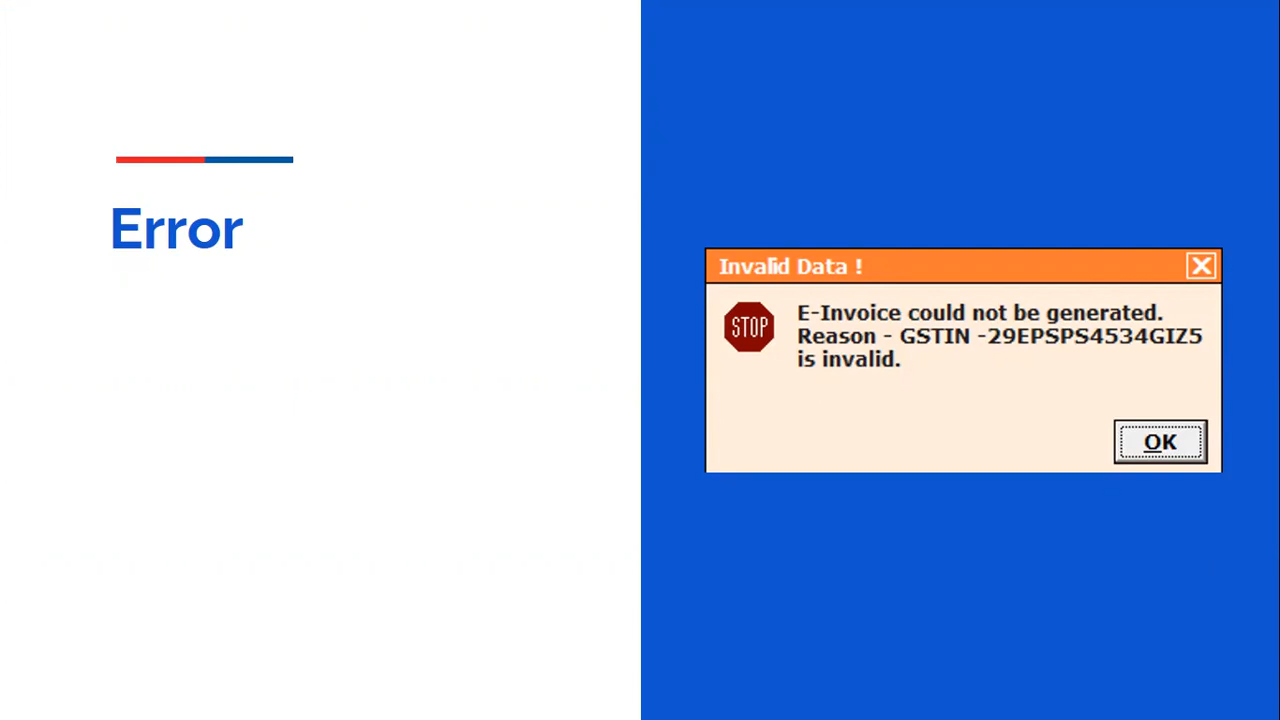 Error
Invalid Data !
STOP
E-Invoice could not be generated.
Reason - GSTIN -29EPSPS4534GIZ5
is invalid.
OK